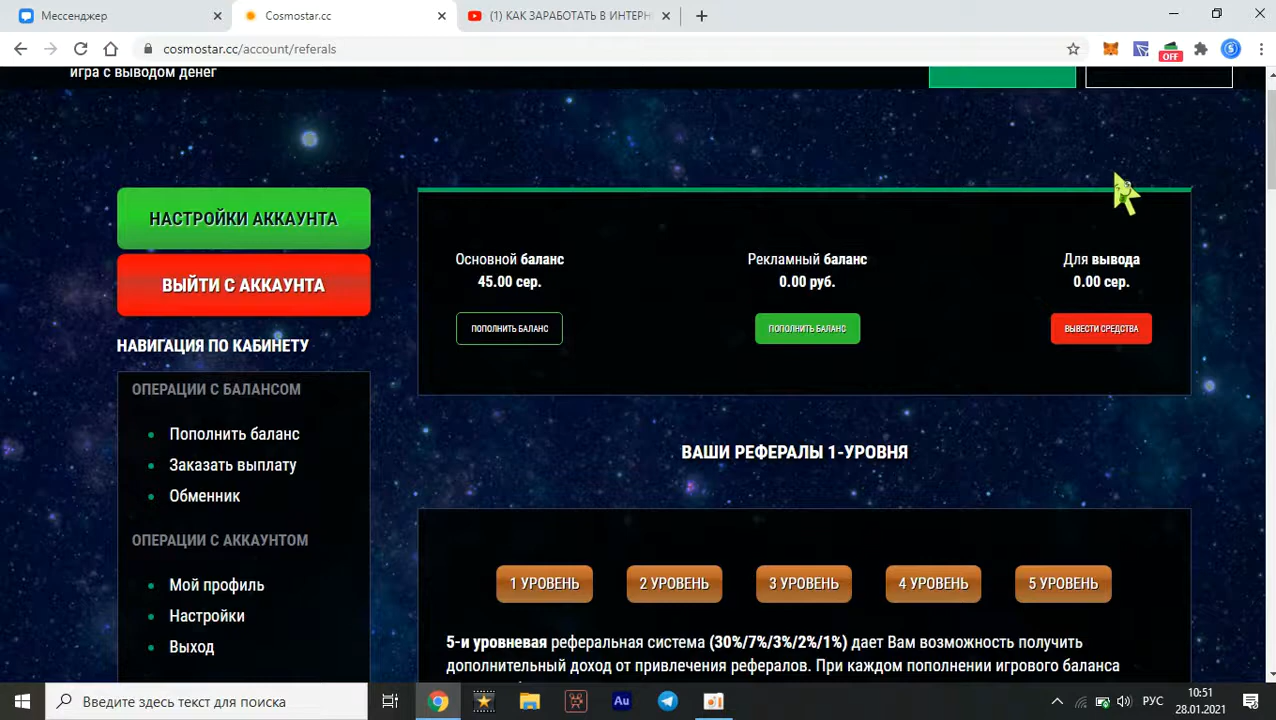 Мессенджер
Cosmostar.cc
(1) КАК ЗАРАБОТАТЬ В ИНТЕРН
cosmostar.cc/account/referals
OFF
S
игра с выводом денег
НАСТРОЙКИ АККАУНТА
ВЫЙТИ С АККАУНТА
НАВИГАЦИЯ ПО КАБИНЕТУ
ОПЕРАЦИИ С БАЛАНСОМ
Пополнить баланс
Заказать выплату
Обменник
ОПЕРАЦИИ С АККАУНТОМ
Мой профиль
Настройки
Выход
Основной баланс
45.00 сер.
ПОПОЛНИТЬ БАЛАНС
Рекламный баланс
0.00 руб.
ПОПОЛНИТЬ БАЛАНС
Для вывода
0.00 сер.
ВЫВЕСТИ СРЕДСТВА
ВАШИ РЕФЕРАЛЫ 1-УРОВНЯ
1 УРОВЕНЬ
2 УРОВЕНЬ
3 УРОВЕНЬ
4 УРОВЕНЬ
5 УРОВЕНЬ
5-и уровневая реферальная система (30%/7%/3%/2%/1%) дает Вам возможность получить
дополнительный доход от привлечения рефералов. При каждом пополнении игрового баланса
Введите здесь текст для поиска
Au
РУС
10:51
28.01.2021